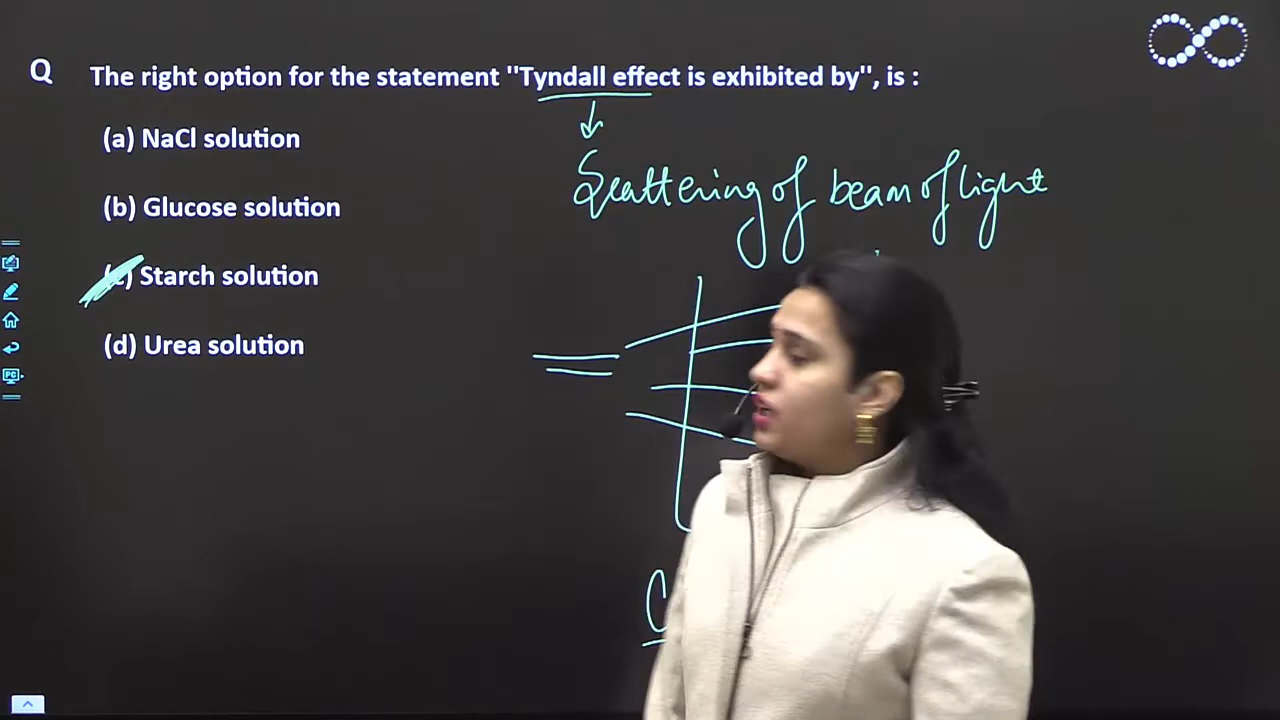 Q The right option for the statement "Tyndall effect is exhibited by", is :
(a) NaCl solution
Scattering of beam of light
(b) Glucose solution
(c) Starch solution
(d) Urea solution
C
PC